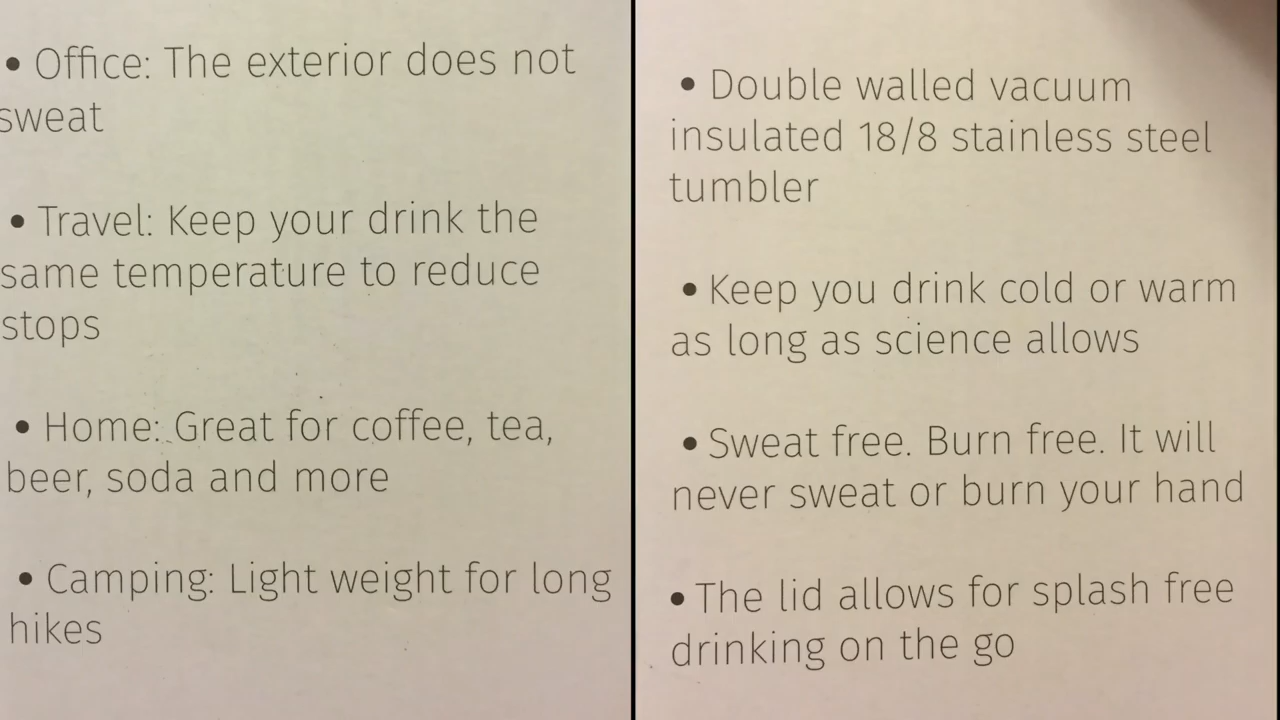 • Office: The exterior does not
sweat
• Travel: Keep your drink the
same temperature to reduce
stops
• Home: Great for coffee, tea,
beer, soda and more
• Camping: Light weight for long
hikes
• Double walled vacuum
insulated 18/8 stainless steel
tumbler
• Keep you drink cold or warm
as long as science allows
• Sweat free. Burn free. It will
never sweat or burn your hand
• The lid allows for splash free
drinking on the go